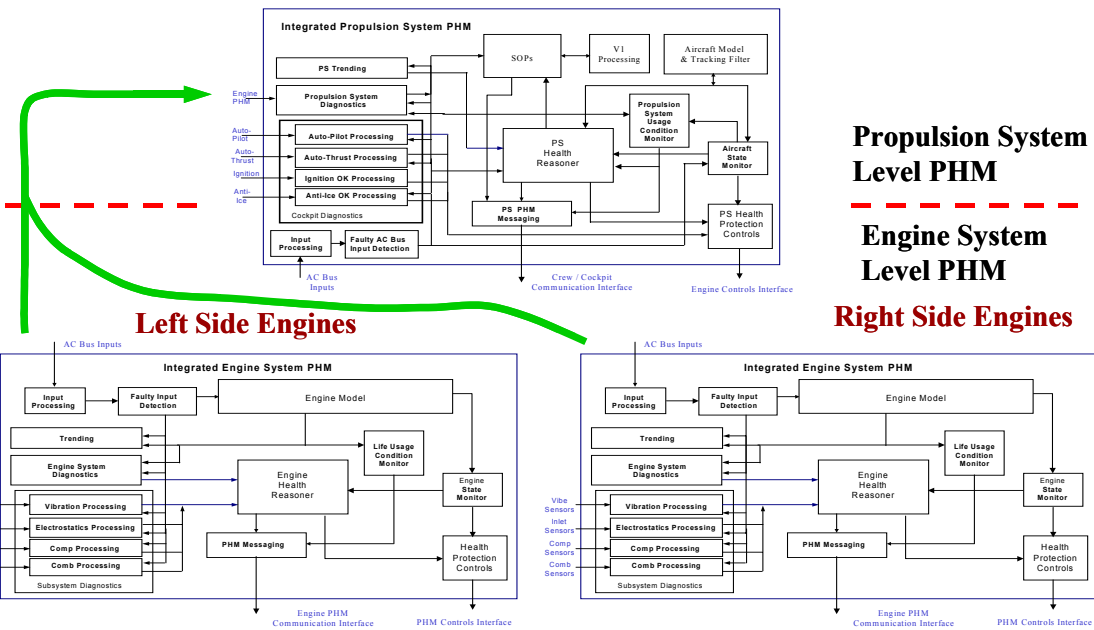 Integrated Propulsion System PHM
SOPs
V1
Processing
Aircraft Model
& Tracking Filter
PS Trending
Engine
PHM
Propulsion System
Diagnostics
Propulsion
System
Usage
Condition
Monitor
Auto-
Pilot
Auto-Pilot Processing
Auto-
Thrust
Auto-Thrust Processing
Ignition
Ignition OK Processing
Anti-
Ice
Anti-Ice OK Processing
Cockpit Diagnostics
PS
Health
Reasoner
Aircraft
State
Monitor
PS PHM
Messaging
PS Health
Protection
Controls
Input
Processing
Faulty AC Bus
Input Detection
AC Bus
Inputs
Crew / Cockpit
Communication Interface
Engine Controls Interface
Propulsion System
Level PHM
Engine System
Level PHM
Left Side Engines
Right Side Engines
AC Bus Inputs
Integrated Engine System PHM
Input
Processing
Faulty Input
Detection
Engine Model
Trending
Engine System
Diagnostics
Life Usage
Condition
Monitor
Engine
Health
Reasoner
Engine
State
Monitor
Vibration Processing
Electrostatics Processing
Comp Processing
Comb Processing
Subsystem Diagnostics
PHM Messaging
Health
Protection
Controls
Engine PHM
Communication Interface
PHM Controls Interface
AC Bus Inputs
Integrated Engine System PHM
Input
Processing
Faulty Input
Detection
Engine Model
Trending
Engine System
Diagnostics
Life Usage
Condition
Monitor
Engine
Health
Reasoner
Engine
State
Monitor
Vibe
Sensors
Vibration Processing
Inlet
Sensors
Electrostatics Processing
Comp
Sensors
Comp Processing
Comb
Sensors
Comb Processing
Subsystem Diagnostics
PHM Messaging
Health
Protection
Controls
Engine PHM
Communication Interface
PHM Controls Interface